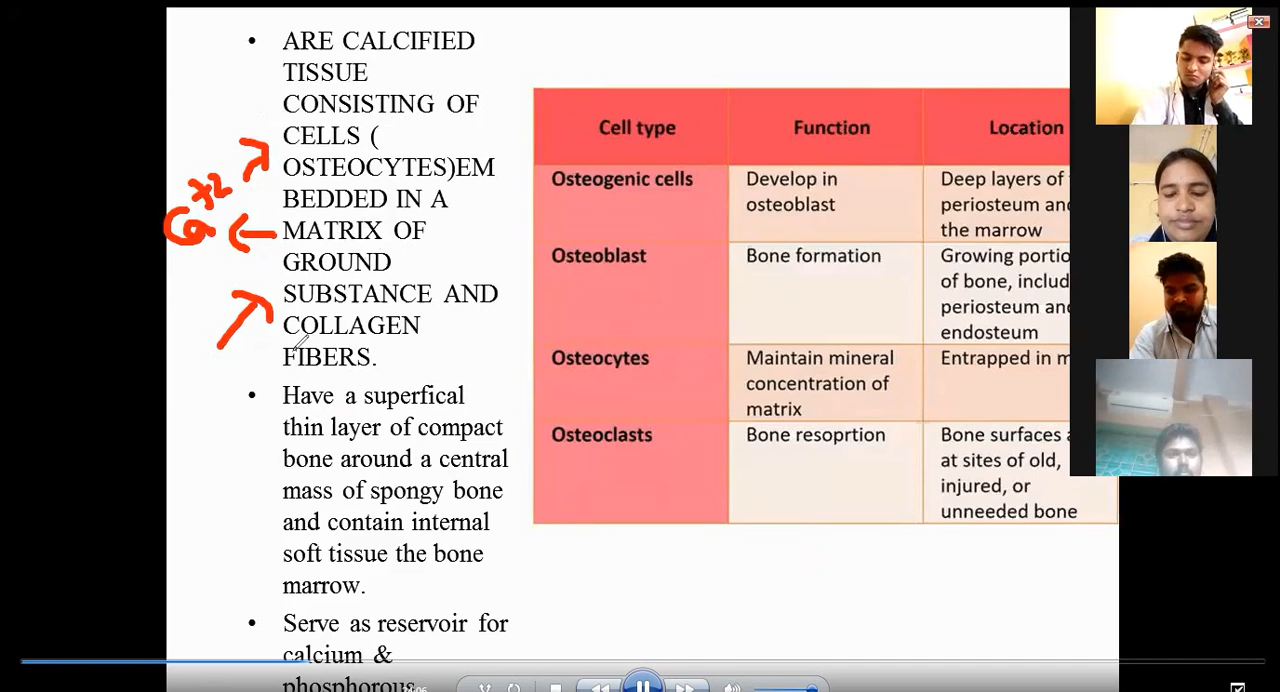 • ARE CALCIFIED
TISSUE
CONSISTING OF
CELLS (
OSTEOCYTES)EM
BEDDED IN A
MATRIX OF
GROUND
SUBSTANCE AND
COLLAGEN
FIBERS.
• Have a superfical
thin layer of compact
bone around a central
mass of spongy bone
and contain internal
soft tissue the bone
marrow.
• Serve as reservoir for
calcium &
phosphorous
Ca+2
Cell type Function Location
Osteogenic cells
Develop in
osteoblast
Deep layers of
periosteum and
the marrow
Osteoblast
Bone formation
Growing
of bone,
periosteum and
endosteum
Osteocytes
Maintain mineral
concentration of
matrix
Entrapped in
Osteoclasts
Bone resoprtion
Bone surfaces
at sites of old,
injured, or
unneeded bone